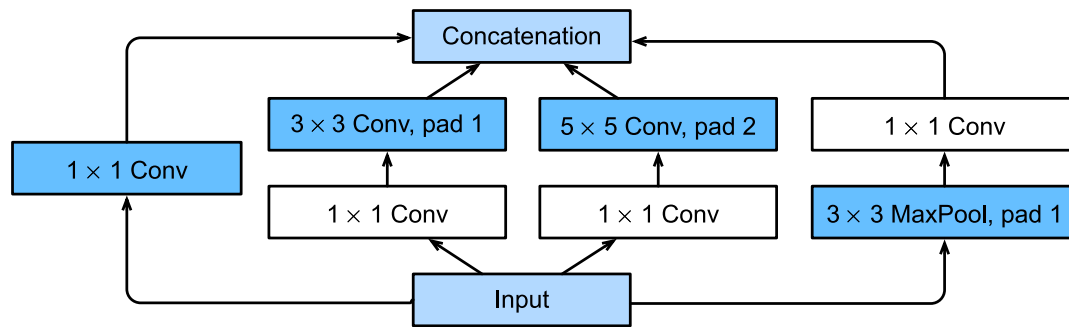 Concatenation
3 × 3 Conv, pad 1
5 × 5 Conv, pad 2
1 × 1 Conv
1 × 1 Conv
1 × 1 Conv
1 × 1 Conv
3 × 3 MaxPool, pad 1
Input